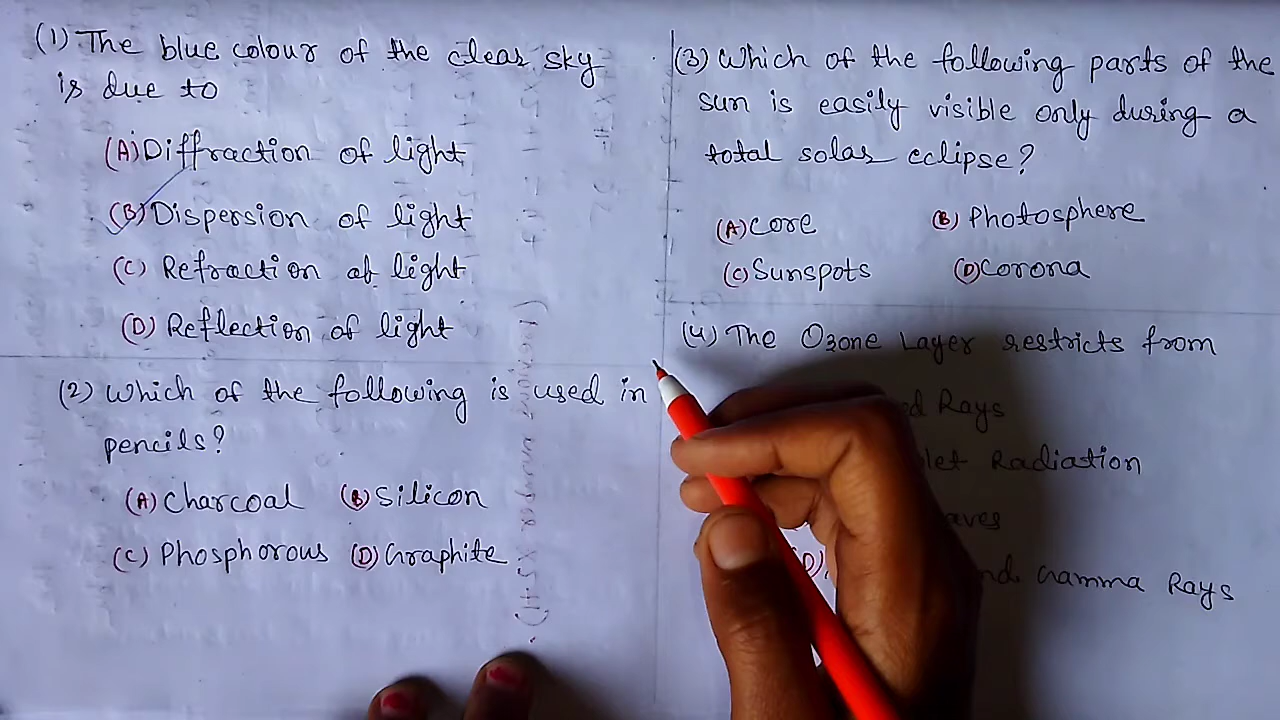 (1) The blue colour of the clear sky
is due to
(A) Diffraction of light
(B) Dispersion of light
(C) Refraction of light
(D) Reflection of light
(2) Which of the following is used in
pencils?
(A) Charcoal (B) Silicon
(C) Phosphorous (D) Graphite
(3) Which of the following parts of the
sun is easily visible only during a
total solar eclipse?
(A) Core (B) Photosphere
(C) Sunspots (D) Corona
(4) The Ozone Layer restricts from
Rays
Radiation
(D) Gamma Rays